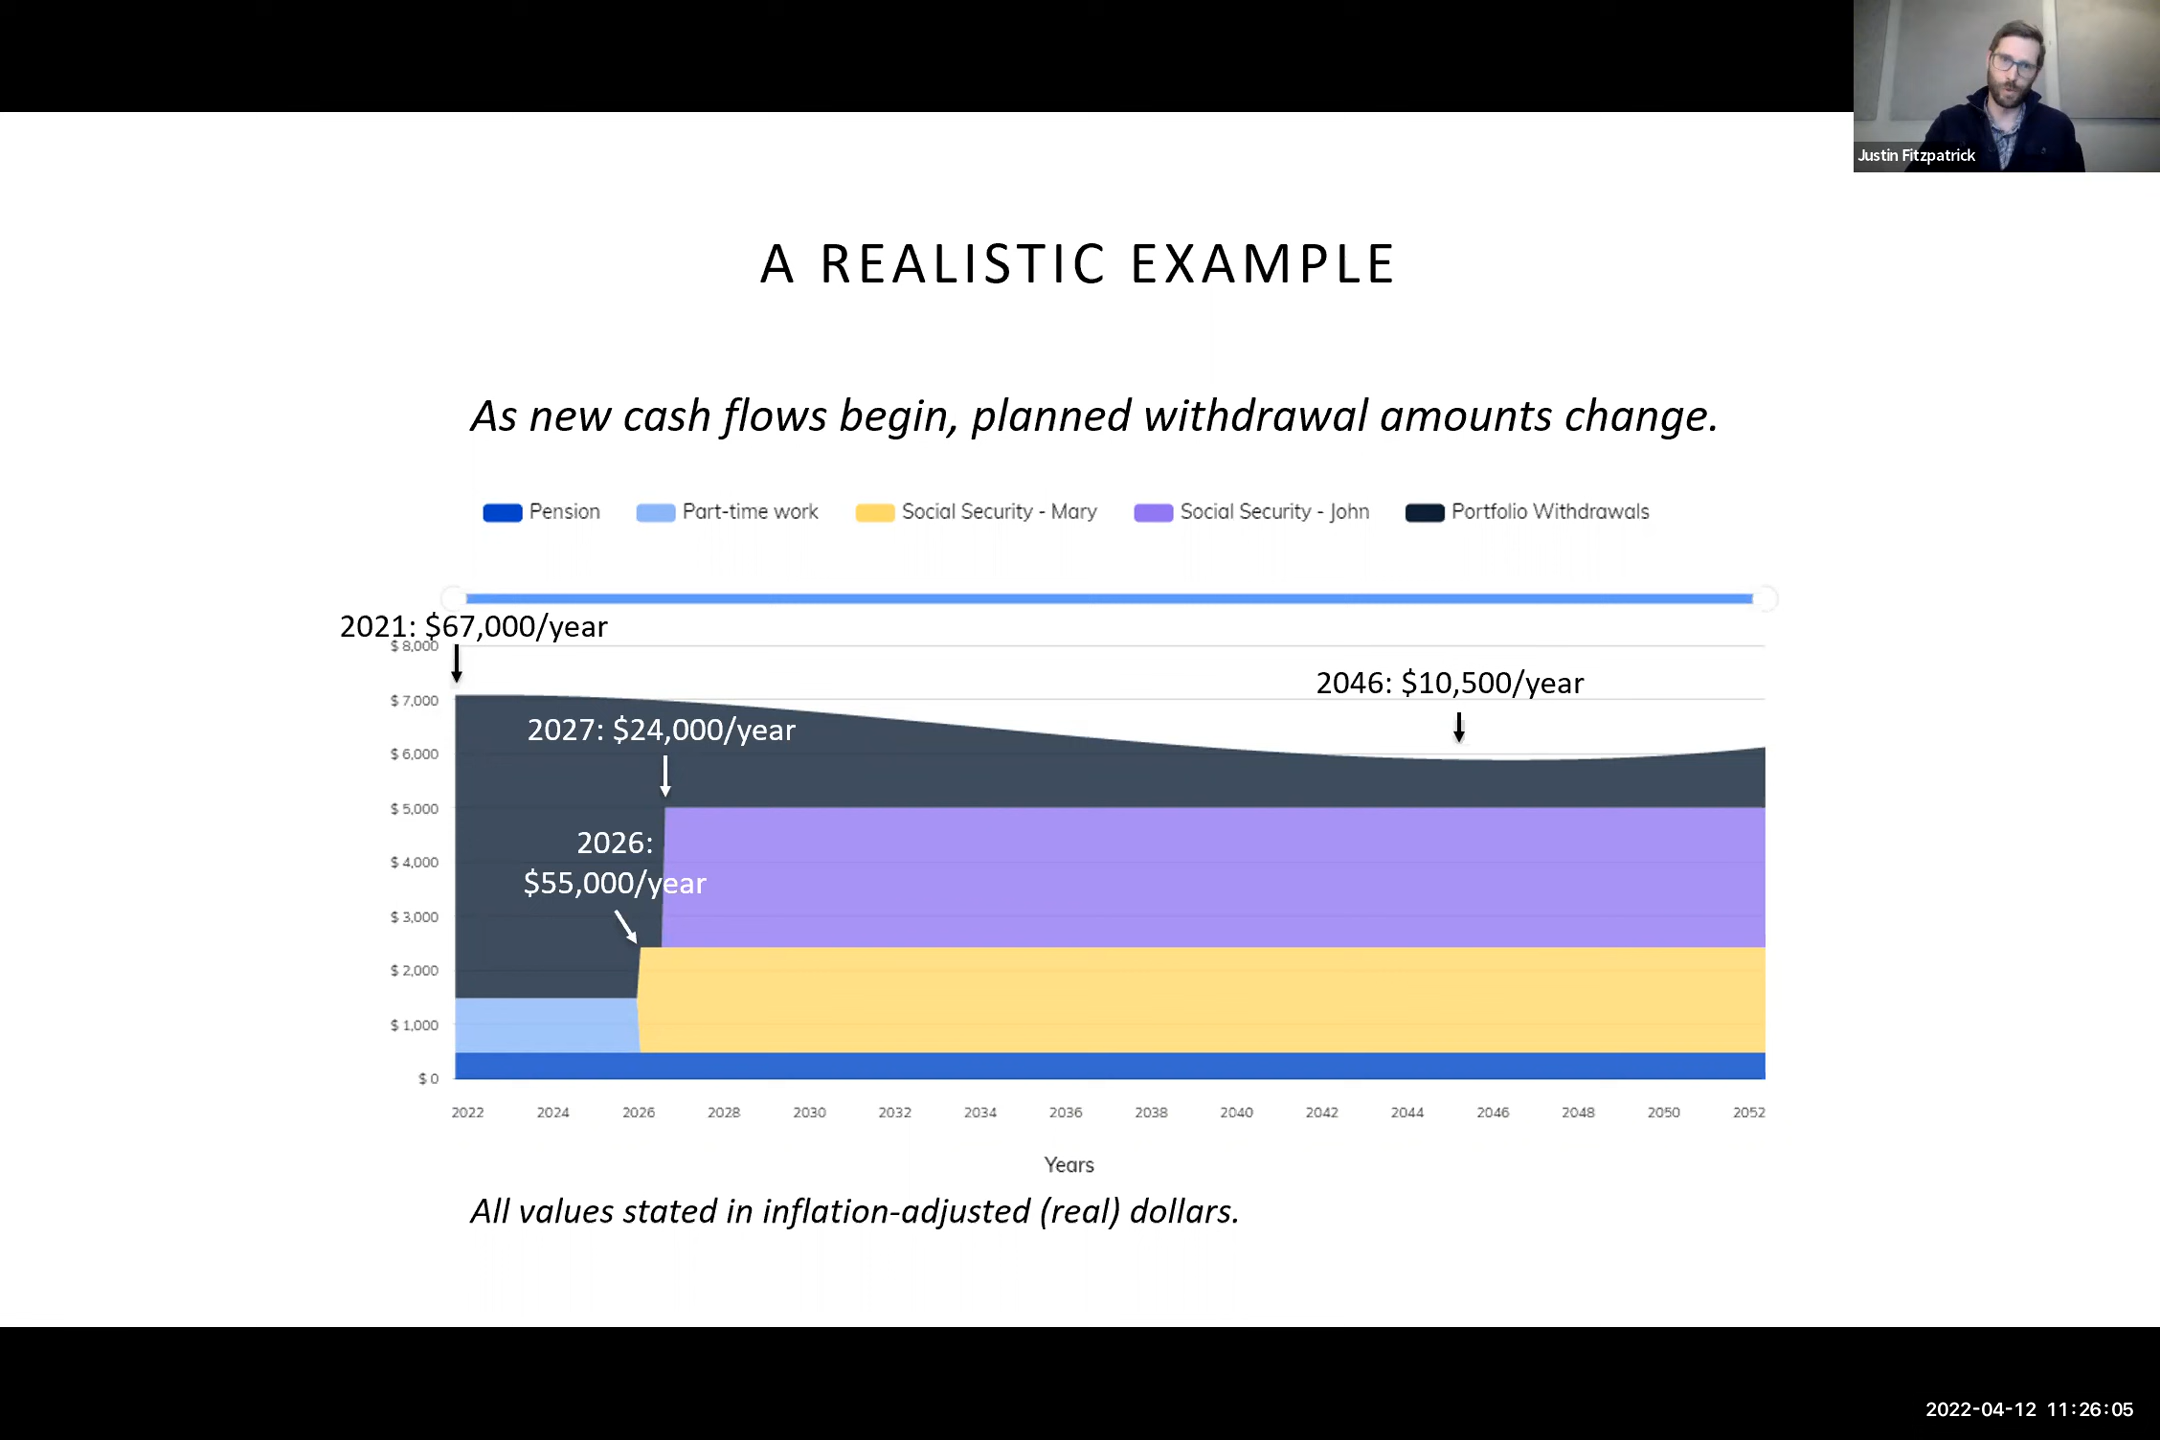 Justin Fitzpatrick
A REALISTIC EXAMPLE
As new cash flows begin, planned withdrawal amounts change.
Pension Part-time work Social Security - Mary Social Security - John Portfolio Withdrawals
2021: $67,000/year
$ 8,000
2046: $10,500/year
$ 7,000
2027: $24,000/year
$ 6,000
$ 5,000
2026:
$ 4,000
$55,000/year
$ 3,000
$ 2,000
$ 1,000
$ 0
2022 2024 2026 2028 2030 2032 2034 2036 2038 2040 2042 2044 2046 2048 2050 2052
Years
All values stated in inflation-adjusted (real) dollars.
2022-04-12 11:26:05